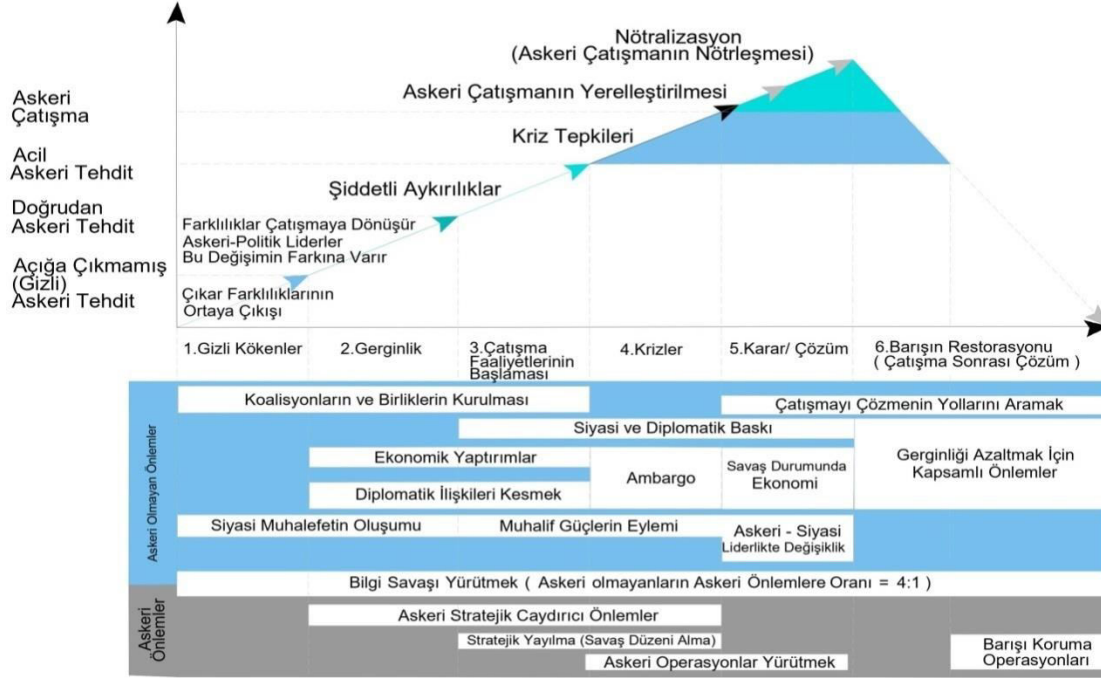 Nötralizasyon
(Askeri Çatışmanın Nötrleşmesi)
Askeri Çatışmanın Yerelleştirilmesi
Askeri
Çatışma
Kriz Tepkileri
Acil
Askeri Tehdit
Şiddetli Aykırılıklar
Doğrudan
Askeri Tehdit
Farklılıklar Çatışmaya Dönüşür
Askeri-Politik Liderler
Bu Değişimin Farkına Varır
Açığa Çıkmamış
(Gizli)
Askeri Tehdit
Çıkar Farklılıklarının
Ortaya Çıkışı
1.Gizli Kökenler
2.Gerginlik
3.Çatışma
Faaliyetlerinin
Başlaması
4.Krizler
5.Karar/ Çözüm
6.Barışın Restorasyonu
( Çatışma Sonrası Çözüm )
Askeri Olmayan Önlemler
Koalisyonların ve Birliklerin Kurulması
Çatışmayı Çözmenin Yollarını Aramak
Siyasi ve Diplomatik Baskı
Ekonomik Yaptırımlar
Diplomatik İlişkileri Kesmek
Ambargo
Savaş Durumunda
Ekonomi
Gerginliği Azaltmak İçin
Kapsamlı Önlemler
Siyasi Muhalefetin Oluşumu
Muhalif Güçlerin Eylemi
Askeri - Siyasi
Liderlikte Değişiklik
Bilgi Savaşı Yürütmek ( Askeri olmayanların Askeri Önlemlere Oranı = 4:1 )
Askeri
Önlemler
Askeri Stratejik Caydırıcı Önlemler
Stratejik Yayılma (Savaş Düzeni Alma)
Askeri Operasyonlar Yürütmek
Barışı Koruma
Operasyonları